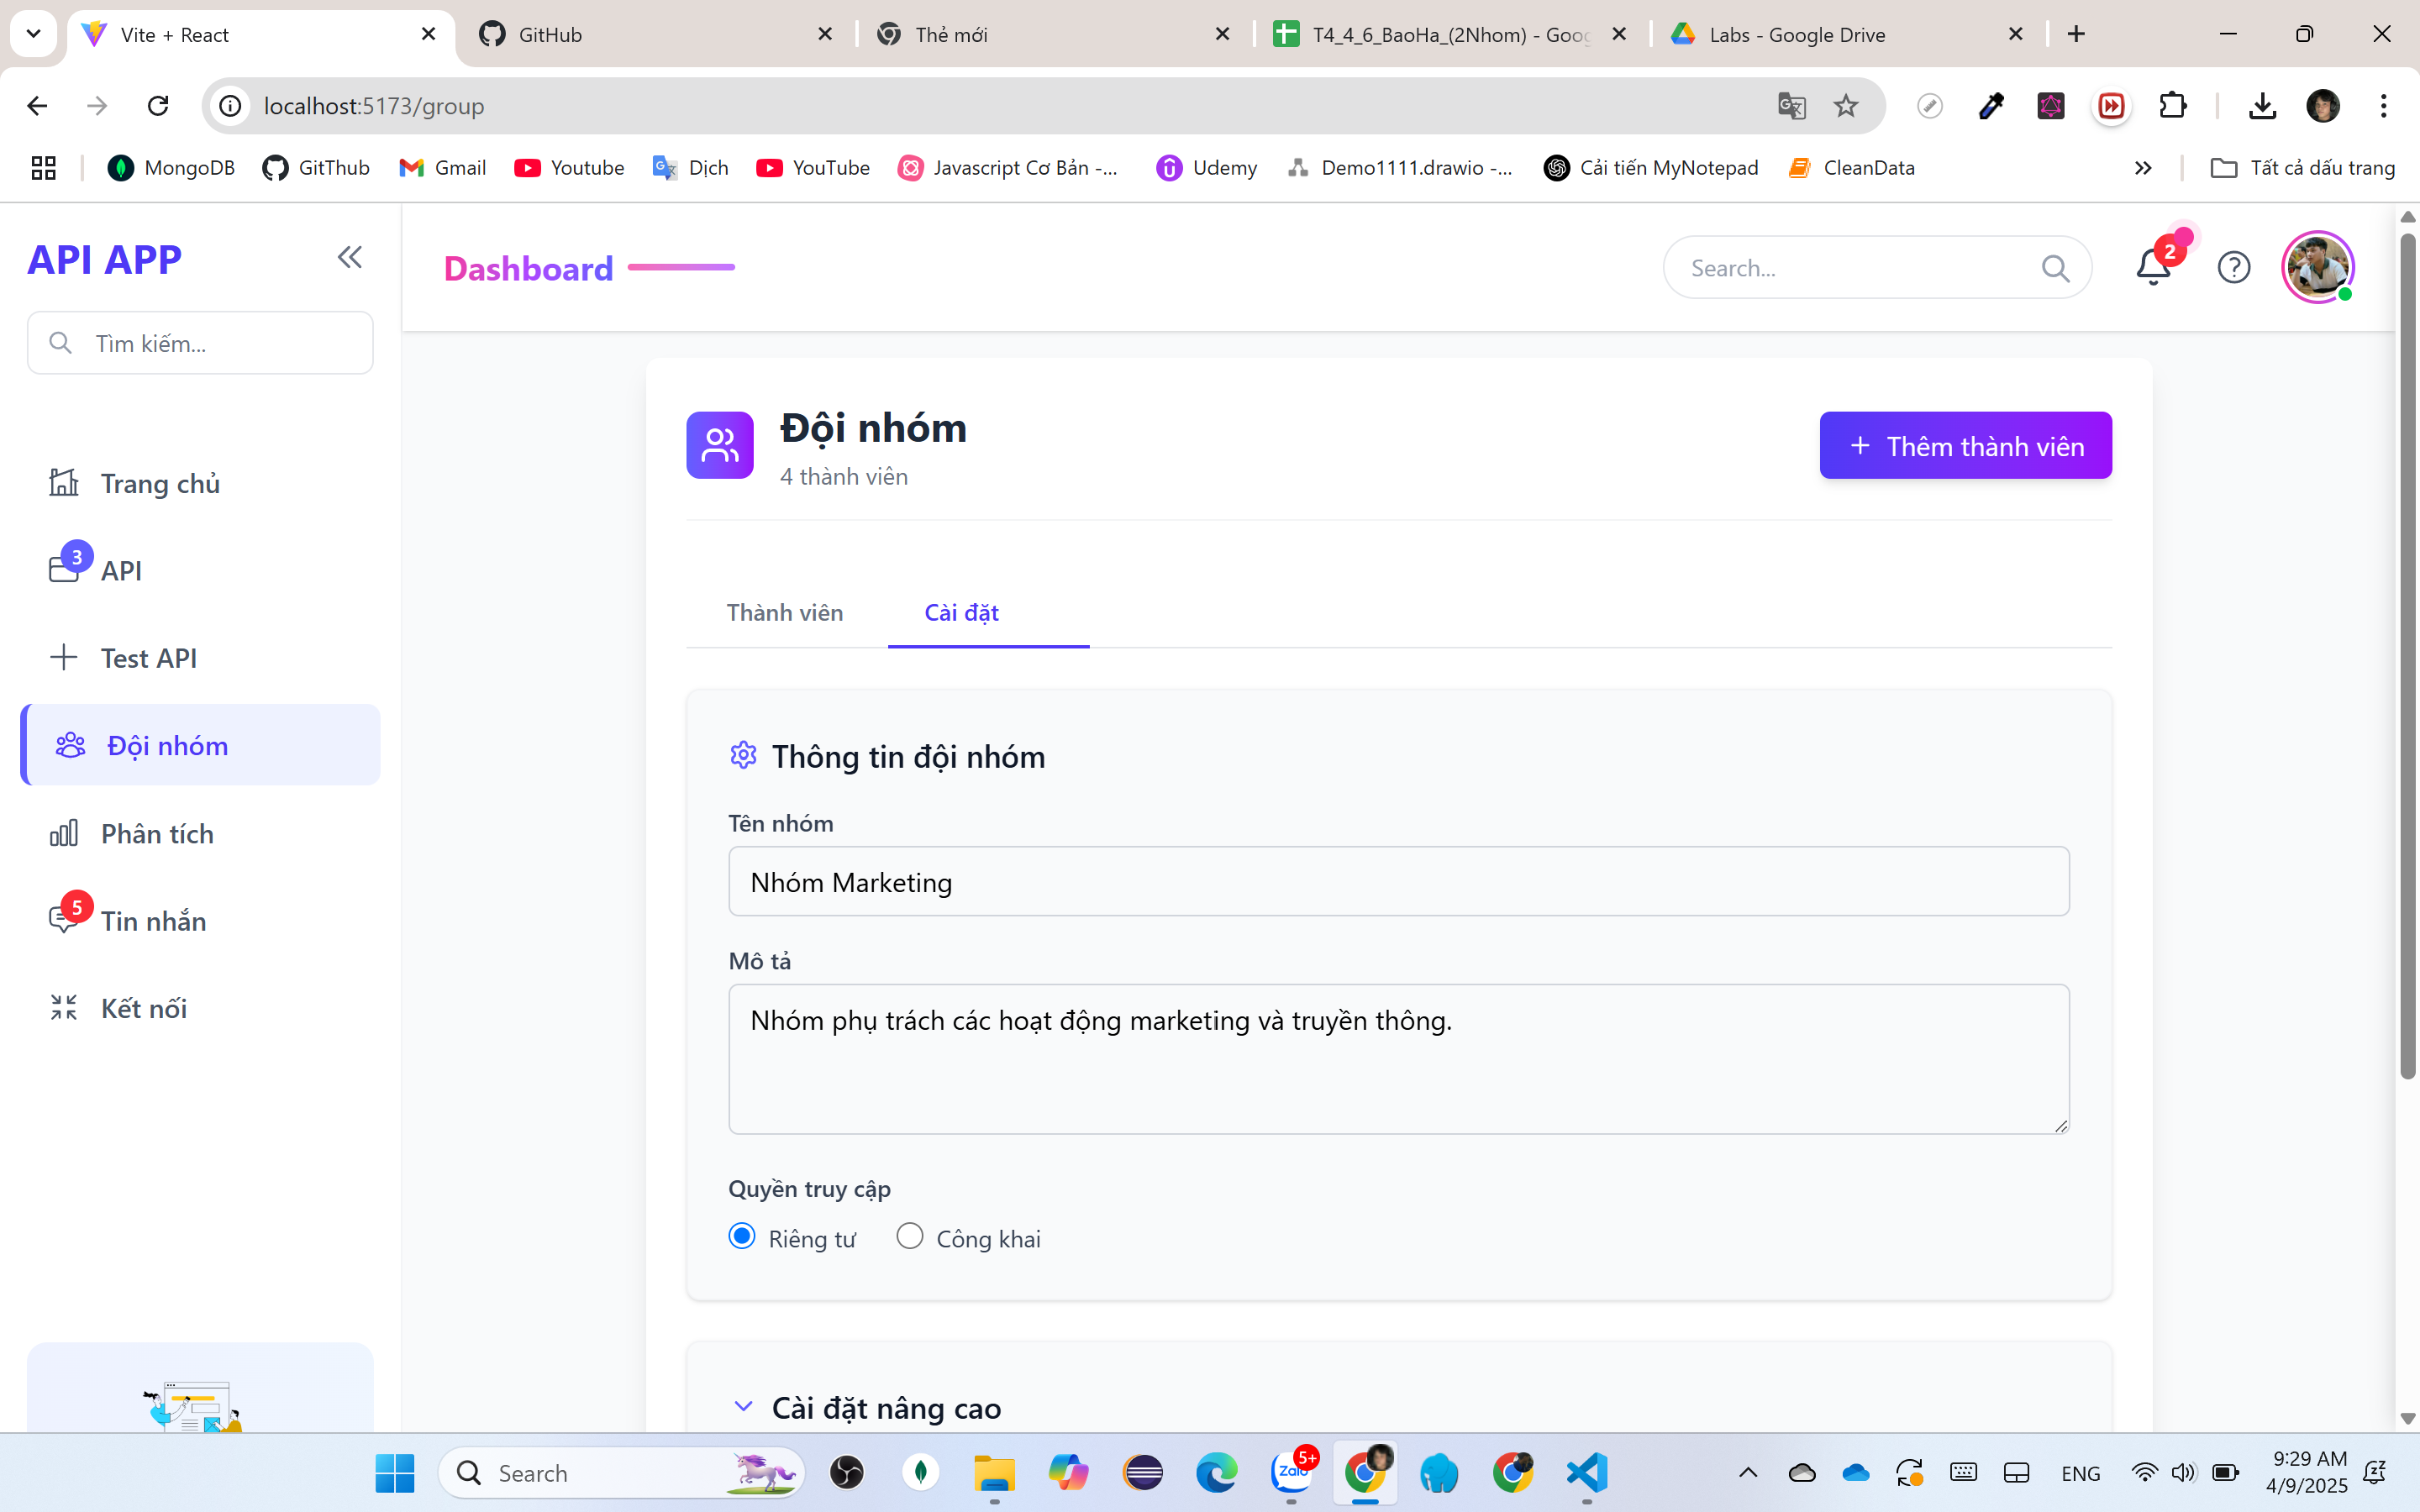 Vite + React
GitHub
Thẻ mới
T4_4_6_BaoHa_(2Nhom) - Goog
Labs - Google Drive
localhost:5173/group
MongoDB
GitThub
Gmail
Youtube
Dịch
YouTube
Javascript Cơ Bản -...
Udemy
Demo1111.drawio -...
Cải tiến MyNotepad
CleanData
Tất cả dấu trang
API APP
Tìm kiếm...
Trang chủ
3
API
Test API
Đội nhóm
Phân tích
5
Tin nhắn
Kết nối
Dashboard
Search...
2
Đội nhóm
4 thành viên
Thêm thành viên
Thành viên
Cài đặt
Thông tin đội nhóm
Tên nhóm
Nhóm Marketing
Mô tả
Nhóm phụ trách các hoạt động marketing và truyền thông.
Quyền truy cập
Riêng tư
Công khai
Cài đặt nâng cao
Search
Zalo
5+
ENG
9:29 AM
4/9/2025